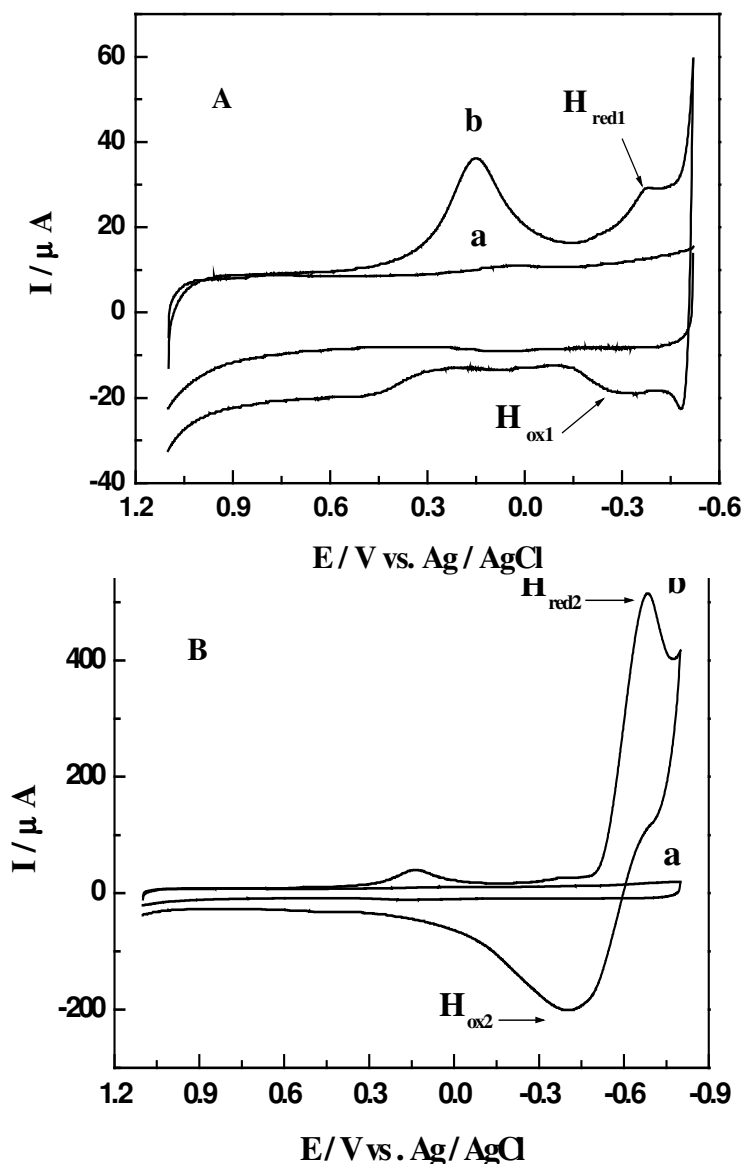 60
A
H red1
b
40
20
a
I / μ A
0
-20
H ox1
-40
1.2 0.9 0.6 0.3 0.0 -0.3 -0.6
E / V vs. Ag / AgCl
H red2
b
B
400
200
I / μ A
a
0
-200
H ox2
1.2 0.9 0.6 0.3 0.0 -0.3 -0.6 -0.9
E / V vs . Ag / AgCl